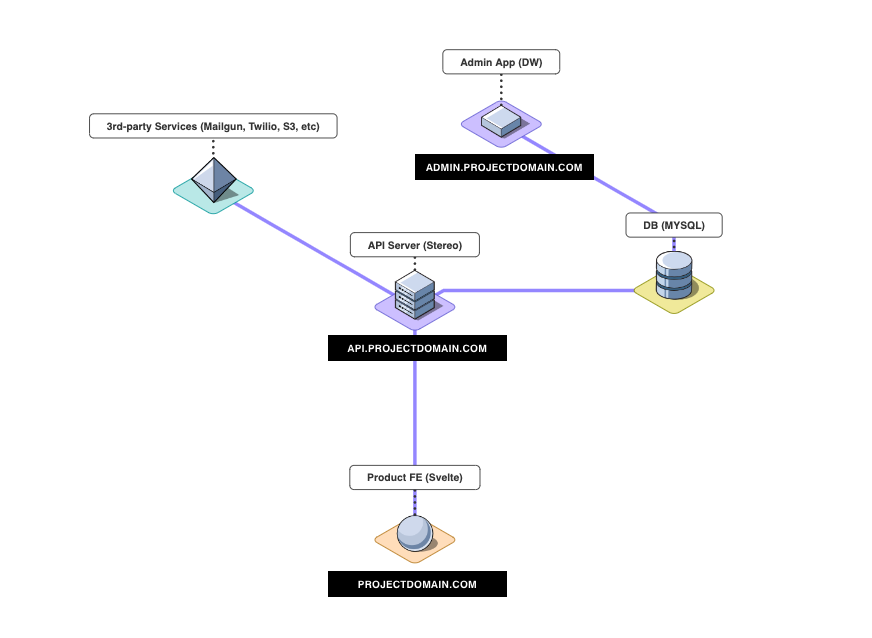 Admin App (DW)
ADMIN.PROJECTDOMAIN.COM
3rd-party Services (Mailgun, Twilio, S3, etc)
DB (MYSQL)
API Server (Stereo)
API.PROJECTDOMAIN.COM
Product FE (Svelte)
PROJECTDOMAIN.COM